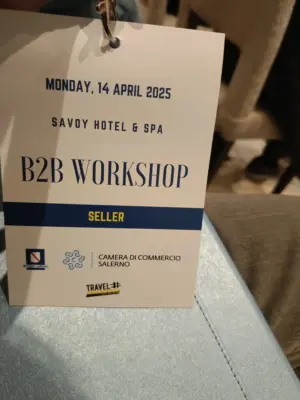 MONDAY, 14 APRIL 2025
SAVOY HOTEL & SPA
B2B WORKSHOP
SELLER
CAMERA DI COMMERCIO
SALERNO
TRAVEL